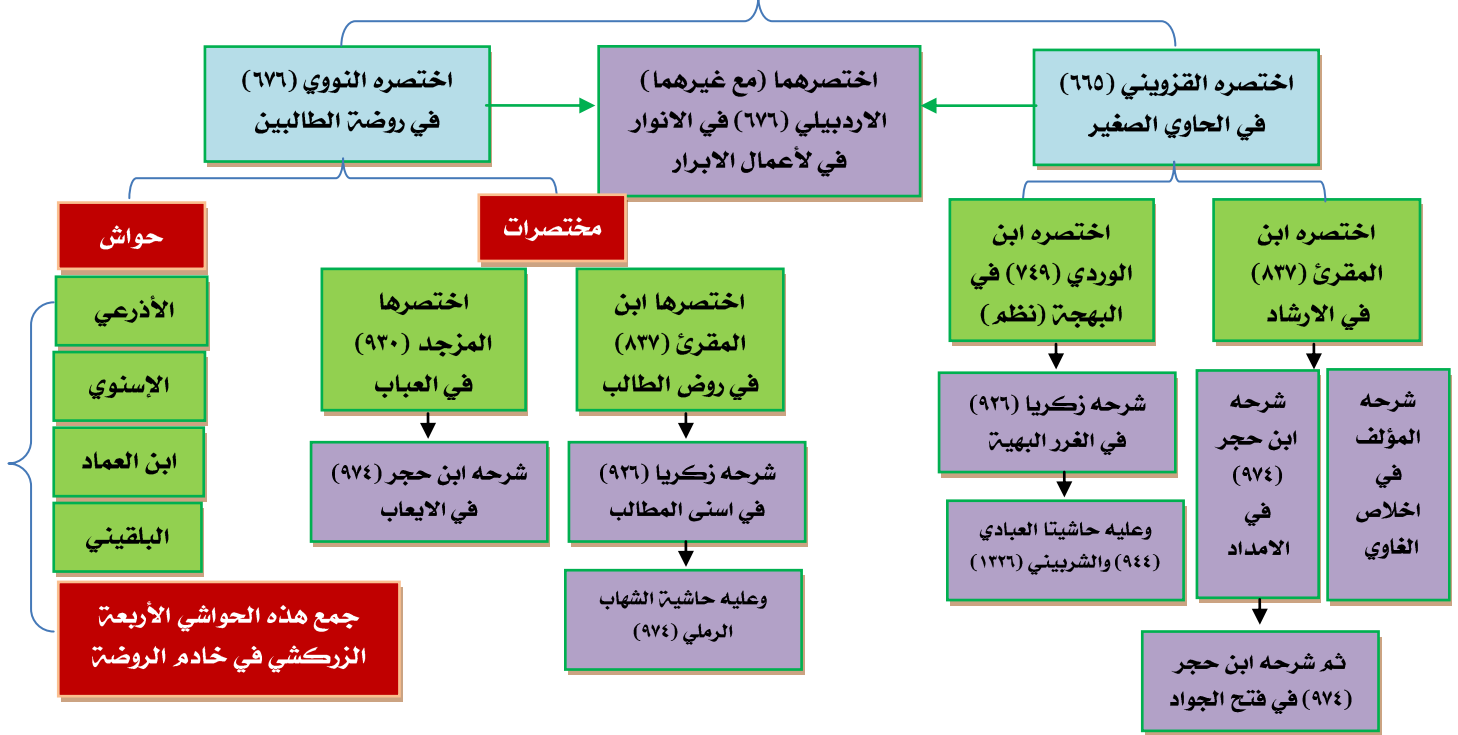 اختصره القزويني (٦٦٥)
في الحاوي الصغير
اختصرهما (مع غيرهما)
الاردبيلي (٦٧٦) في الانوار
في لأعمال الابرار
اختصره النووي (٦٧٦)
في روضة الطالبين
اختصره ابن
المقرئ (٨٣٧)
في الارشاد
اختصره ابن
الوردي (٧٤٩) في
البهجة (نظم)
شرحه
المؤلف
في
اخلاص
الغاوي
شرحه
ابن حجر
(٩٧٤)
في
الامداد
ثم شرحه ابن حجر
(٩٧٤) في فتح الجواد
شرحه زكريا (٩٢٦)
في الغرر البهية
وعليه حاشيتا العبادي
(٩٤٤) والشربيني (١٣٢٦)
مختصرات
اختصرها ابن
المقرئ (٨٣٧)
في روض الطالب
شرحه زكريا (٩٢٦)
في اسنى المطالب
وعليه حاشية الشهاب
الرملي (٩٧٤)
اختصرها
المزجد (٩٣٠)
في العباب
شرحه ابن حجر (٩٧٤)
في الايعاب
حواش
الأذرعي
الإسنوي
ابن العماد
البلقيني
جمع هذه الحواشي الأربعة
الزركشي في خادم الروضة